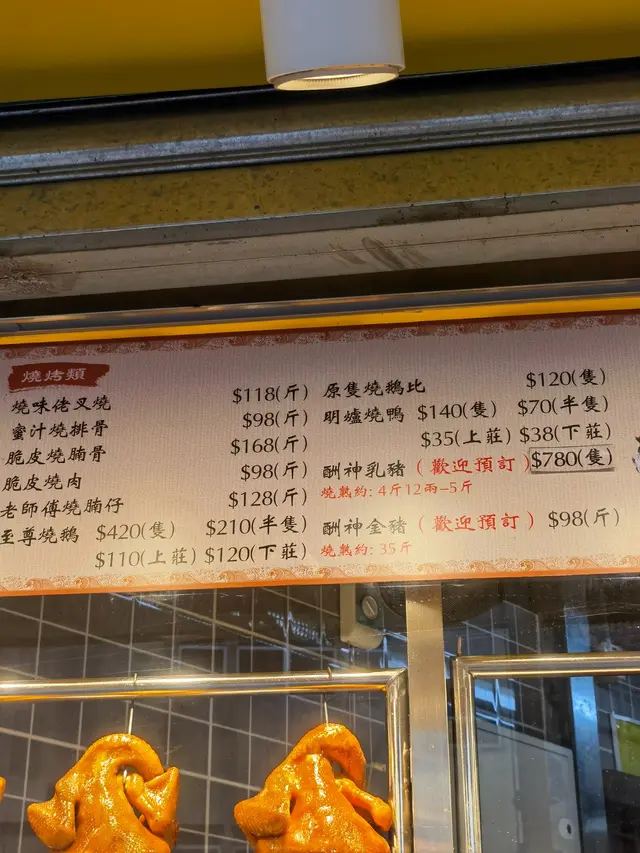 燒烤類
燒味佬叉燒 $118(斤)
蜜汁燒排骨 $98(斤)
脆皮燒腩骨 $168(斤)
脆皮燒肉 $98(斤)
老師傅燒腩仔 $128(斤)
至尊燒鵝 $420(隻) $210(半隻)
$110(上莊) $120(下莊)
原隻燒鵝比 $120(隻)
明爐燒鴨 $140(隻) $70(半隻)
$35(上莊) $38(下莊)
酬神乳豬(歡迎預訂) $780(隻)
燒熟約: 4斤12兩-5斤
酬神金豬(歡迎預訂) $98(斤)
燒熟約: 35斤